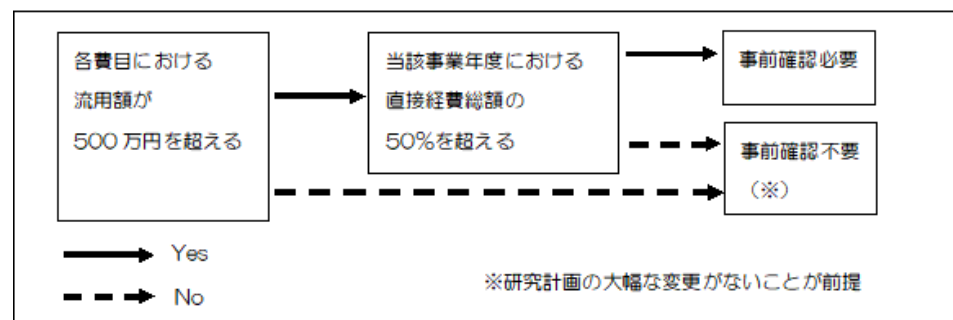 各費目における
流用額が
500万円を超える
当該事業年度における
直接経費総額の
50%を超える
事前確認必要
事前確認不要
(※)
Yes
No
※研究計画の大幅な変更がないことが前提